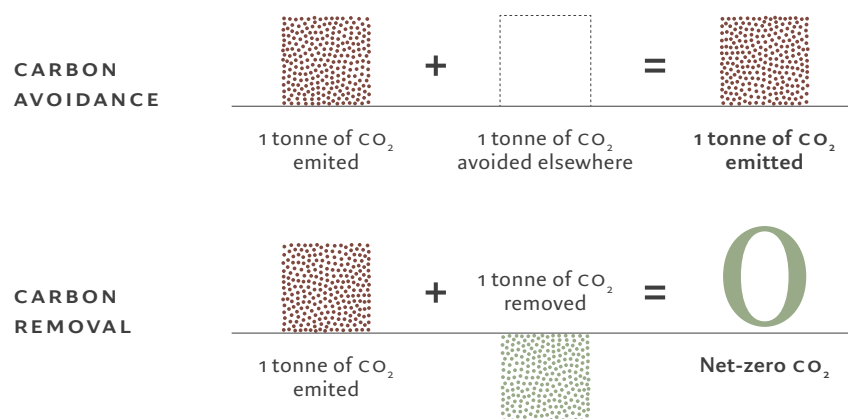 CARBON
AVOIDANCE
+
=
1 tonne of CO₂
emited
1 tonne of CO₂
avoided elsewhere
1 tonne of CO₂
emitted
CARBON
REMOVAL
+
1 tonne of CO₂
removed
=
0
1 tonne of CO₂
emited
Net-zero CO₂